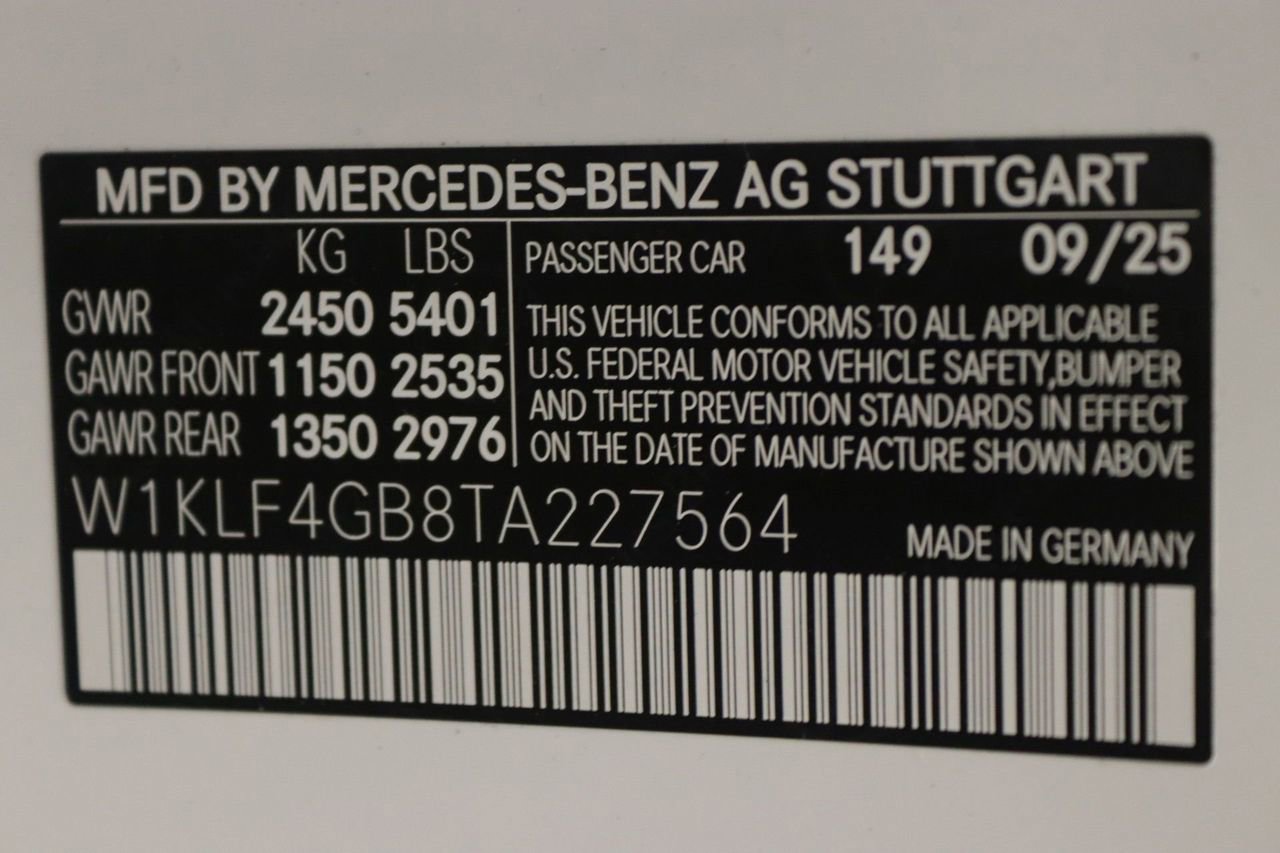 MFD BY MERCEDES-BENZ AG STUTTGART
KG LBS
GVWR 2450 5401
GAWR FRONT 1150 2535
GAWR REAR 1350 2976
PASSENGER CAR 149 09/25
THIS VEHICLE CONFORMS TO ALL APPLICABLE
U.S. FEDERAL MOTOR VEHICLE SAFETY,BUMPER
AND THEFT PREVENTION STANDARDS IN EFFECT
ON THE DATE OF MANUFACTURE SHOWN ABOVE
W1KLF4GB8TA227564
MADE IN GERMANY